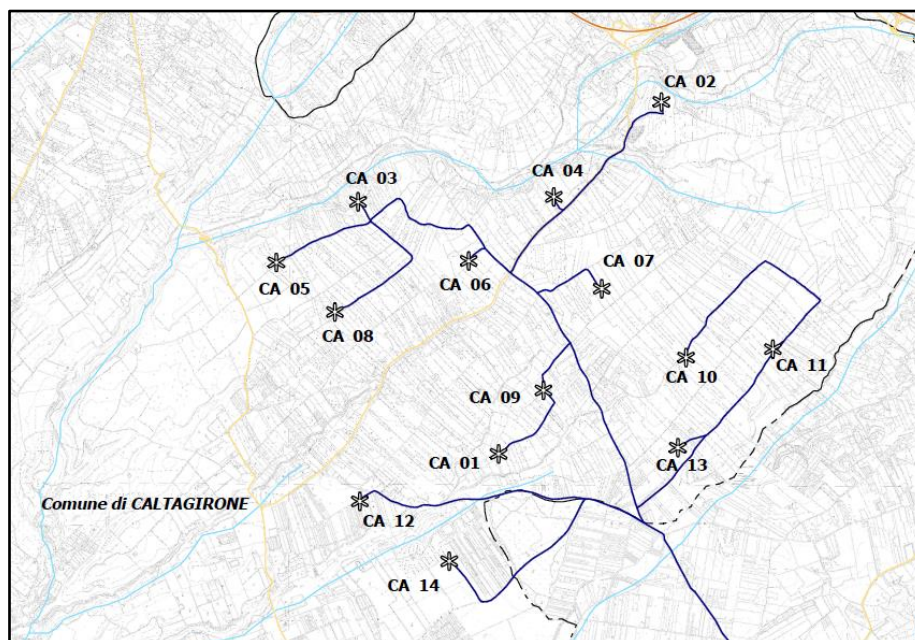 CA 02
CA 03
CA 04
CA 05
CA 06
CA 07
CA 08
CA 10
CA 11
CA 09
CA 01
CA 13
Comune di CALTAGIRONE
CA 12
CA 14